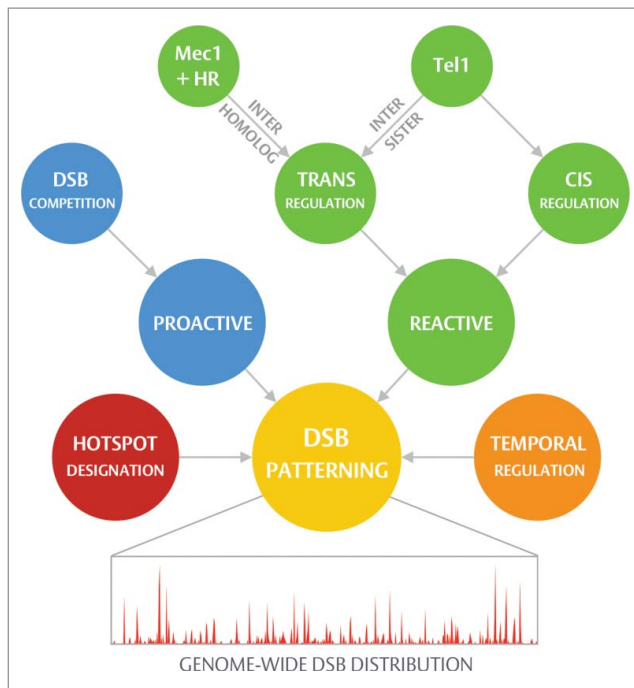 Mec1
+ HR
Tel1
INTER
HOMOLOG
INTER
SISTER
DSB
COMPETITION
TRANS
REGULATION
CIS
REGULATION
PROACTIVE
REACTIVE
HOTSPOT
DESIGNATION
DSB
PATTERNING
TEMPORAL
REGULATION
GENOME-WIDE DSB DISTRIBUTION